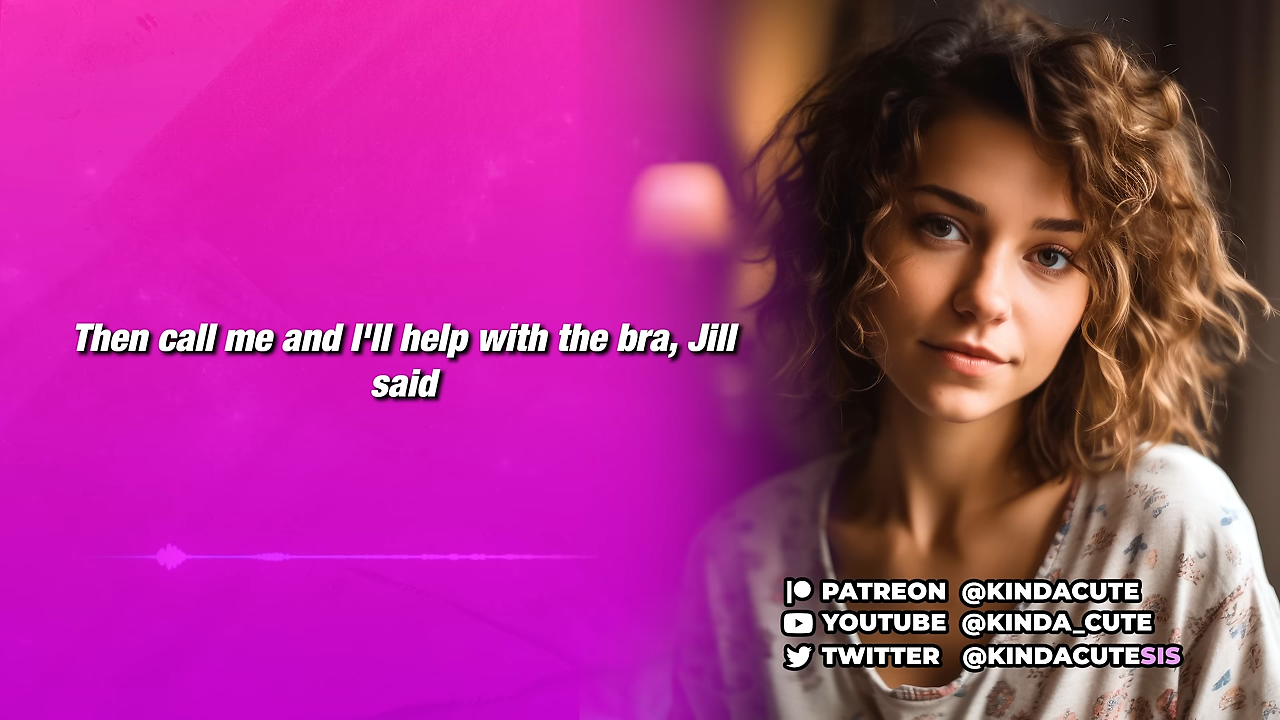 Then call me and I'll help with the bra, Jill
said
PATREON @KINDACUTE
YOUTUBE @KINDA_CUTE
TWITTER @KINDACUTESIS